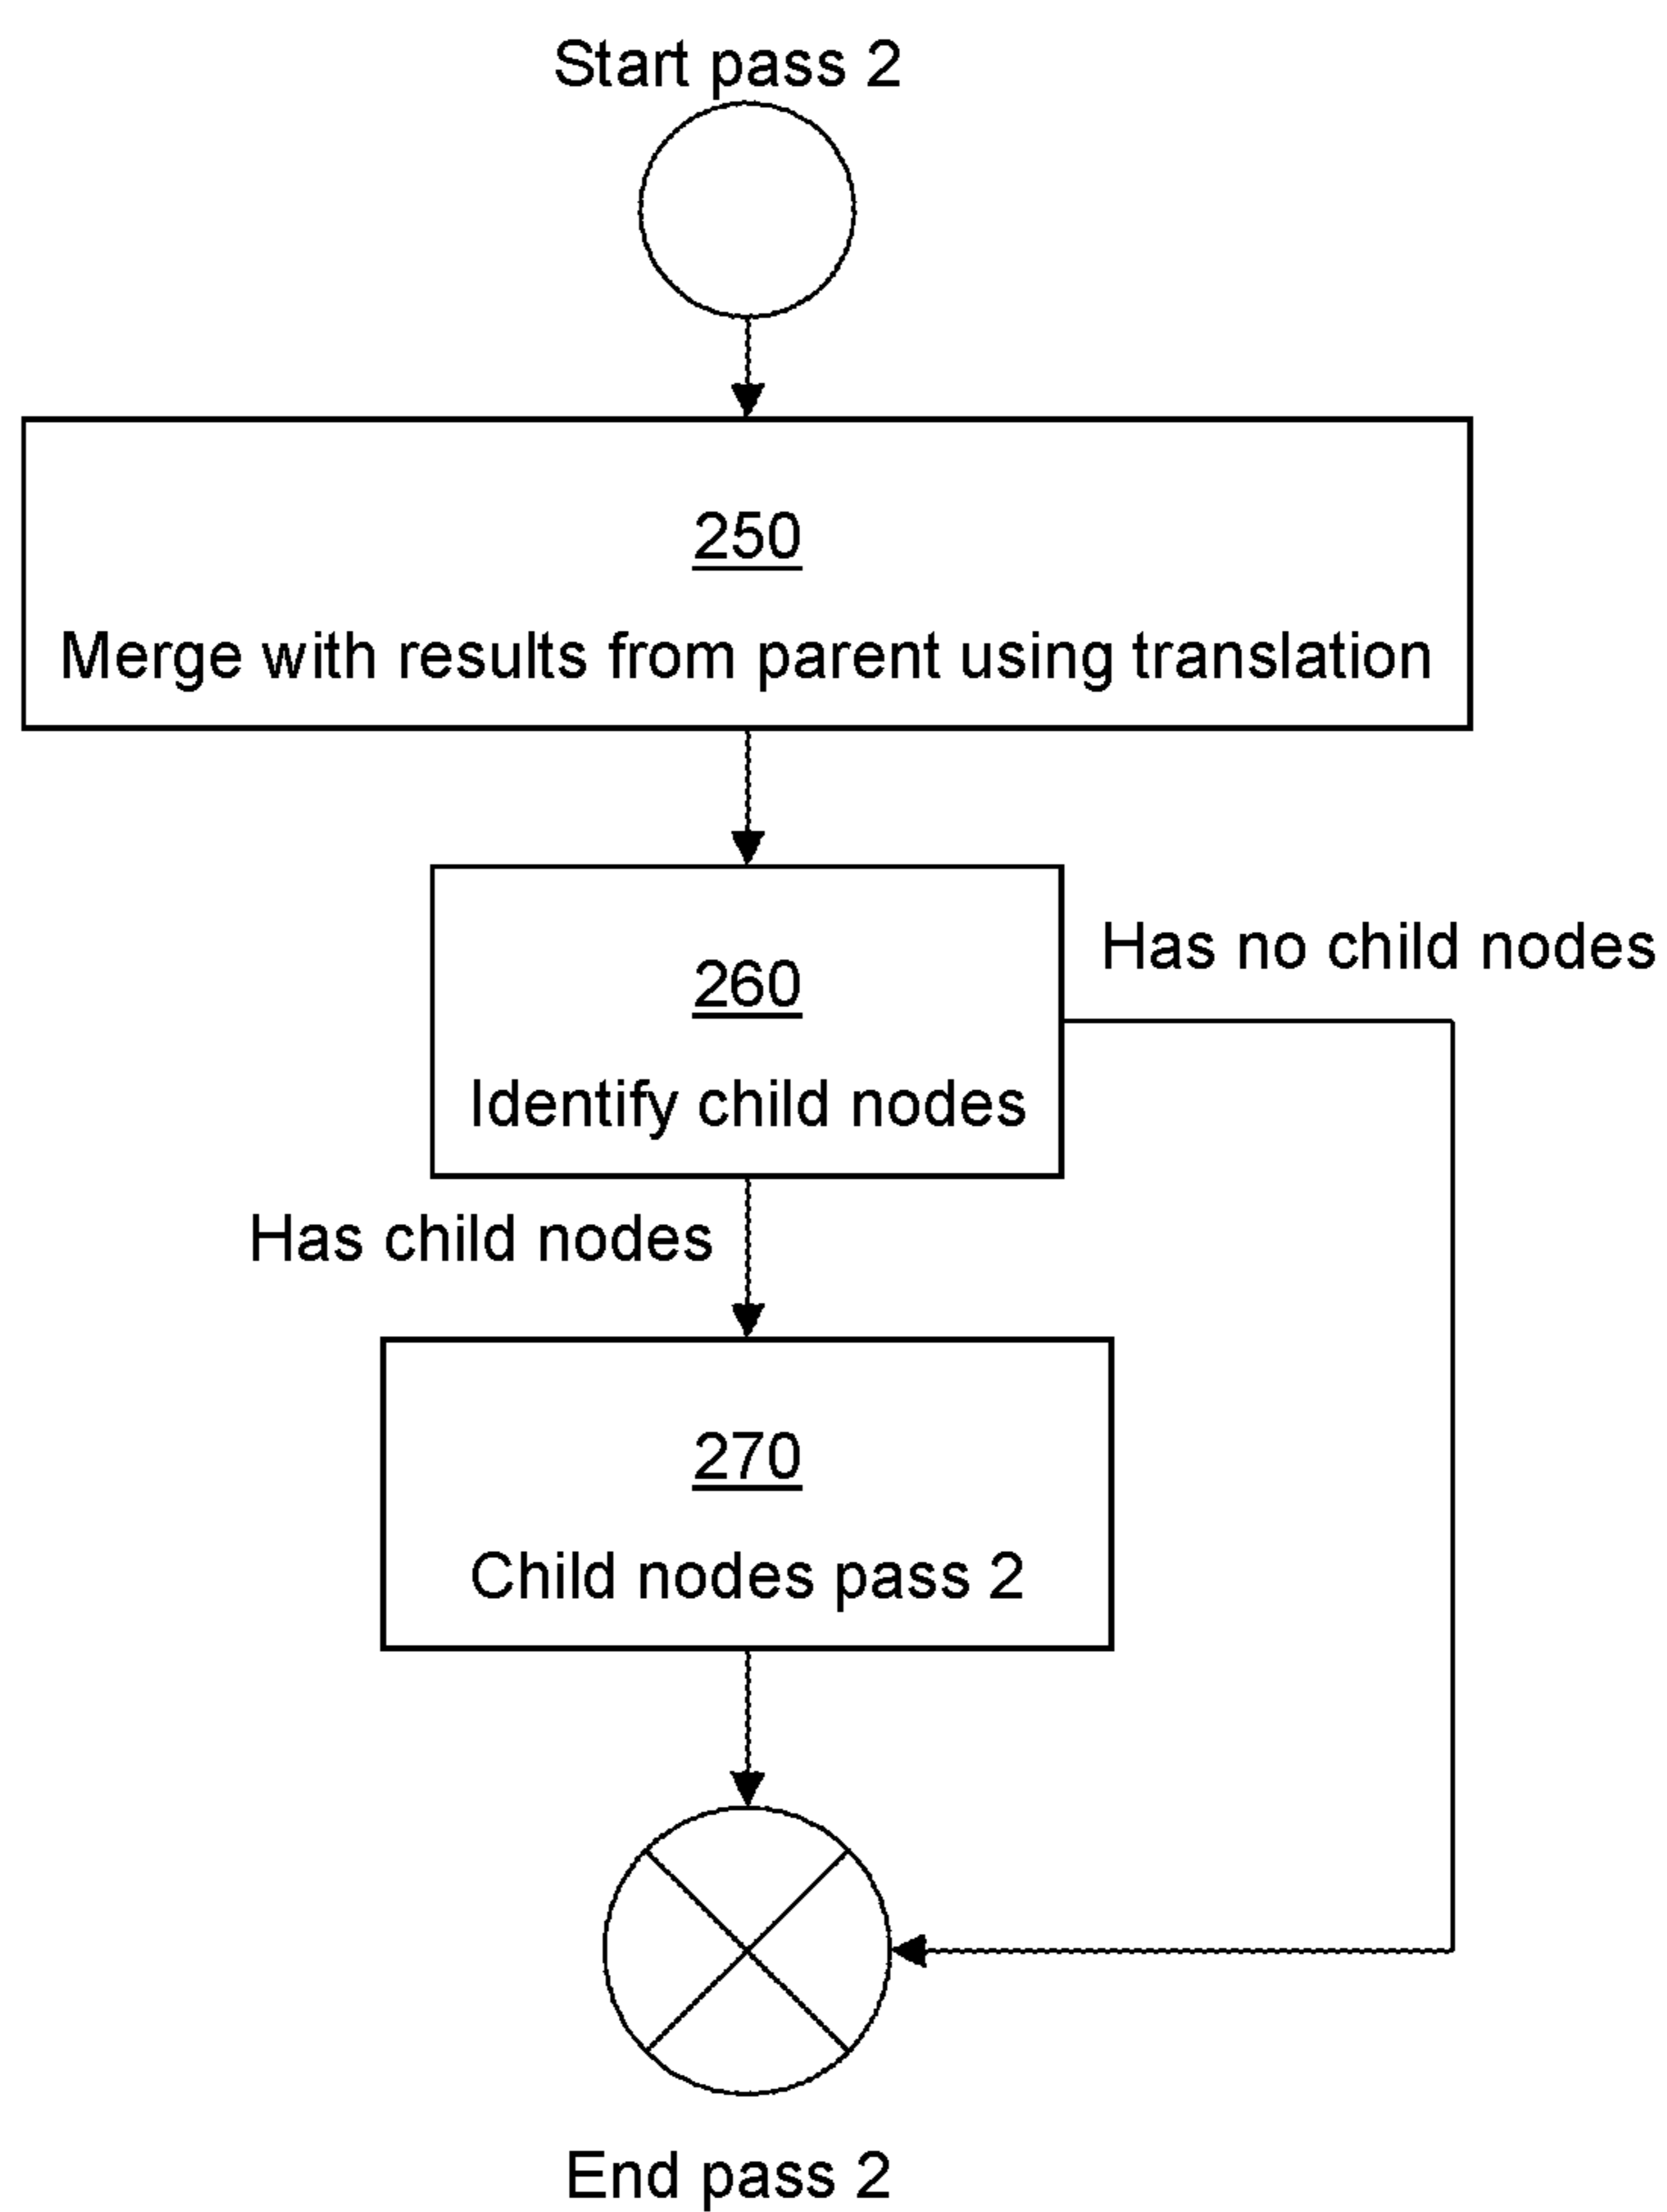 Start pass 2
250
Merge with results from parent using translation
260
Identify child nodes
Has no child nodes
Has child nodes
270
Child nodes pass 2
End pass 2